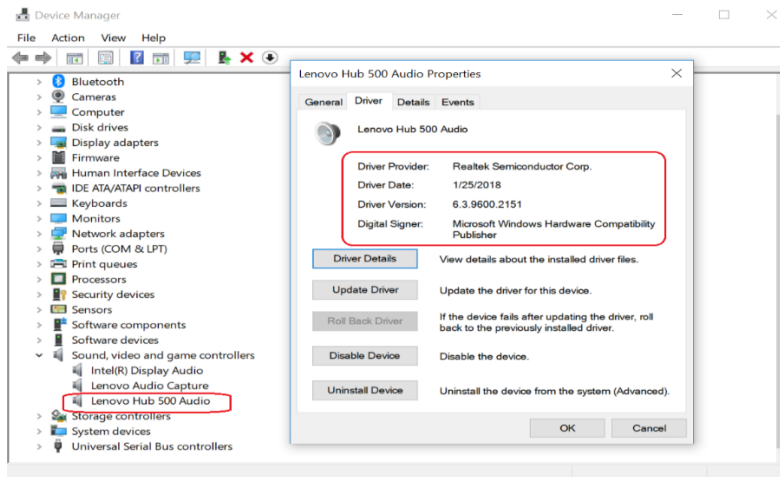 Device Manager
File Action View Help
Bluetooth
Cameras
Computer
Disk drives
Display adapters
Firmware
Human Interface Devices
IDE ATA/ATAPI controllers
Keyboards
Monitors
Network adapters
Ports (COM & LPT)
Print queues
Processors
Security devices
Sensors
Software components
Software devices
Sound, video and game controllers
Intel(R) Display Audio
Lenovo Audio Capture
Lenovo Hub 500 Audio
Storage controllers
System devices
Universal Serial Bus controllers
Lenovo Hub 500 Audio Properties
General Driver Details Events
Lenovo Hub 500 Audio
Driver Provider: Realtek Semiconductor Corp.
Driver Date: 1/25/2018
Driver Version: 6.3.9600.2151
Digital Signer: Microsoft Windows Hardware Compatibility
Publisher
Driver Details View details about the installed driver files.
Update Driver Update the driver for this device.
Roll Back Driver If the device fails after updating the driver, roll
back to the previously installed driver.
Disable Device Disable the device.
Uninstall Device Uninstall the device from the system (Advanced).
OK Cancel